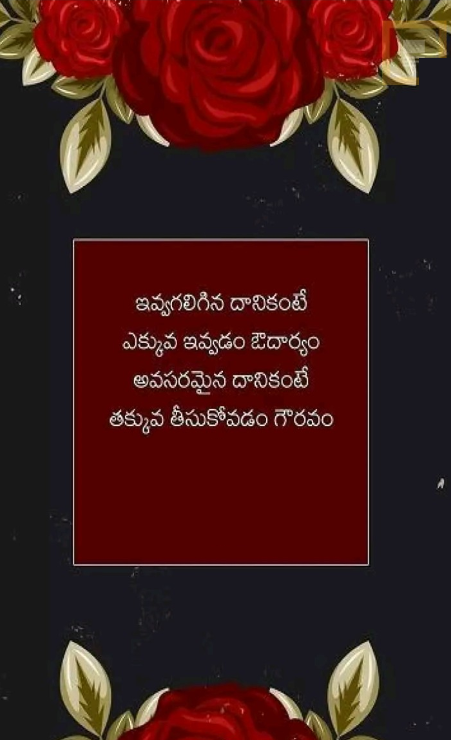 ఇవ్వగలిగిన దానికంటే
ఎక్కువ ఇవ్వడం ఔదార్యం
అవసరమైన దానికంటే
తక్కువ తీసుకోవడం గౌరవం